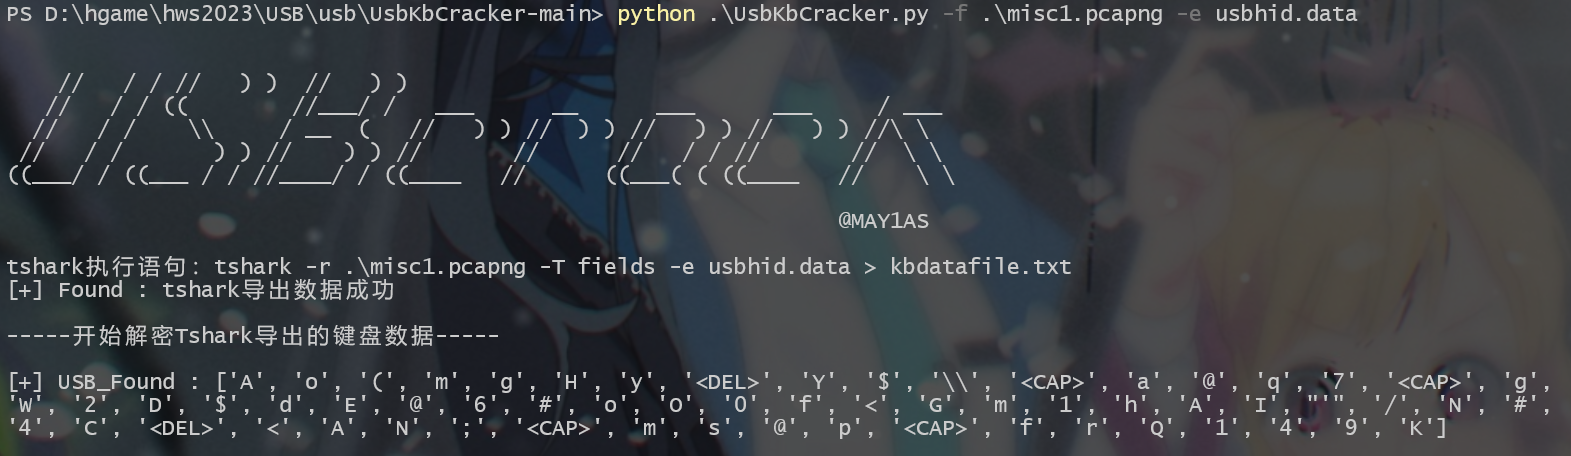 PS D:\hgame\hws2023\USB\usb\UsbKbCracker-main> python .\UsbKbCracker.py -f .\misc1.pcapng -e usbhid.data
@MAY1AS
tshark执行语句: tshark -r .\misc1.pcapng -T fields -e usbhid.data > kbdatafile.txt
[+] Found : tshark导出数据成功
-----开始解密Tshark导出的键盘数据-----
[+] USB_Found : ['A', 'o', '(', 'm', 'g', 'H', 'y', '<DEL>', 'Y', '$', '\\', '<CAP>', 'a', '@', 'q', '7', '<CAP>', 'g',
'W', '2', 'D', '$', 'd', 'E', '@', '6', '#', 'o', 'O', '0', 'f', '<', 'G', 'm', '1', 'h', 'A', 'I', "'", '/', 'N', '#',
'4', 'C', '<DEL>', '<', 'A', 'N', ';', '<CAP>', 'm', 's', '@', 'p', '<CAP>', 'f', 'r', 'Q', '1', '4', '9', 'K']